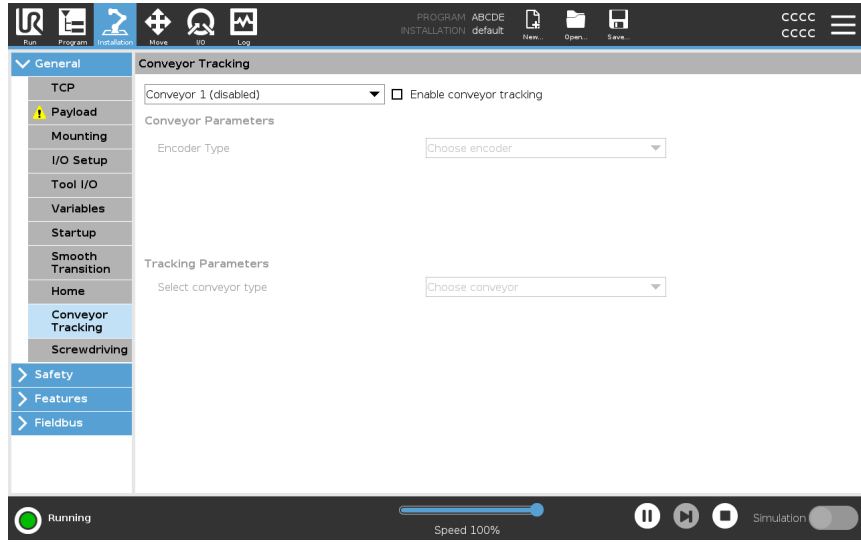 UR
Run
Program
Installation
Move
I/O
Log
PROGRAM ABCDE
INSTALLATION default
New...
Open...
Save...
CCCC
CCCC
General
Conveyor Tracking
TCP
Payload
Mounting
I/O Setup
Tool I/O
Variables
Startup
Smooth
Transition
Home
Conveyor
Tracking
Screwdriving
Safety
Features
Fieldbus
Conveyor 1 (disabled)
Enable conveyor tracking
Conveyor Parameters
Encoder Type
Choose encoder
Tracking Parameters
Select conveyor type
Choose conveyor
Running
Speed 100%
Simulation